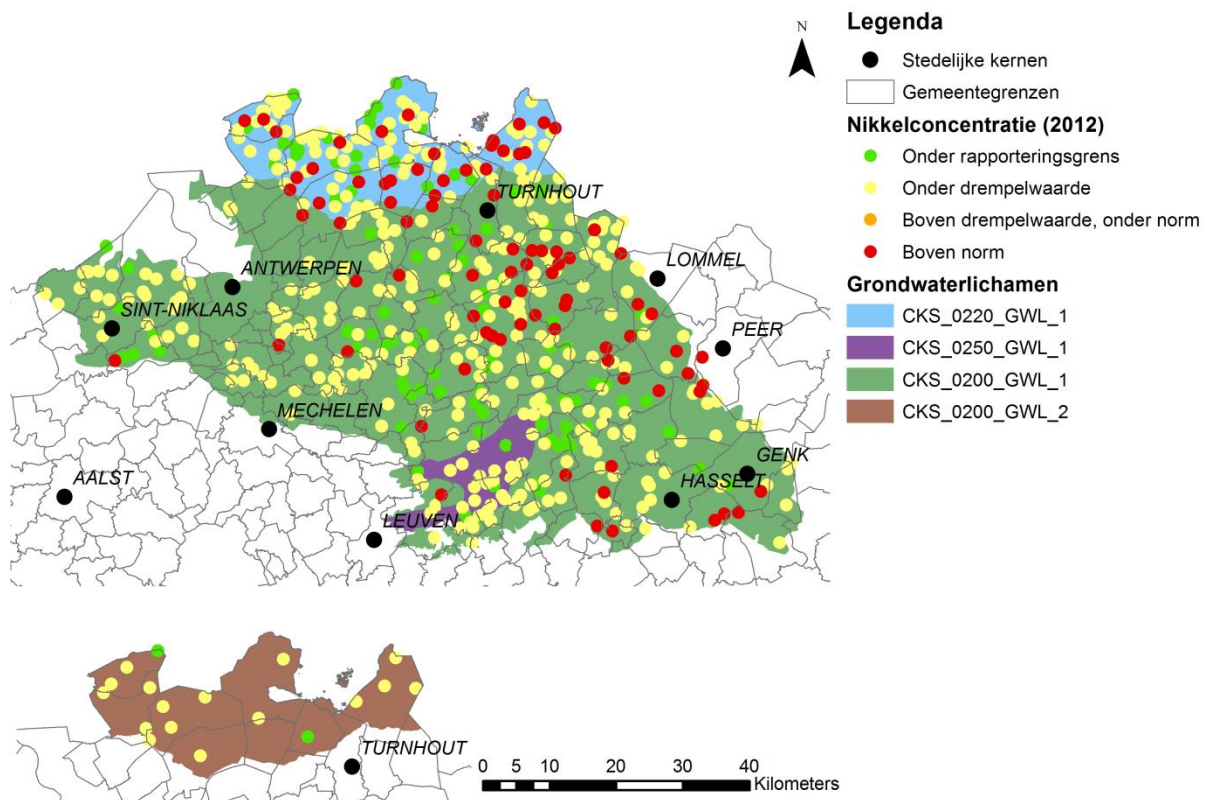 N
TURNHOUT
ANTWERPEN
LOMMEL
SINT-NIKLAAS
PEER
MECHELEN
GENK
AALST
HASSELT
LEUVEN
TURNHOUT
0 5 10 20 30 40
Kilometers
Legenda
Stedelijke kernen
Gemeentegrenzen
Nikkelconcentratie (2012)
Onder rapporteringsgrens
Onder drempelwaarde
Boven drempelwaarde, onder norm
Boven norm
Grondwaterlichamen
CKS_0220_GWL_1
CKS_0250_GWL_1
CKS_0200_GWL_1
CKS_0200_GWL_2